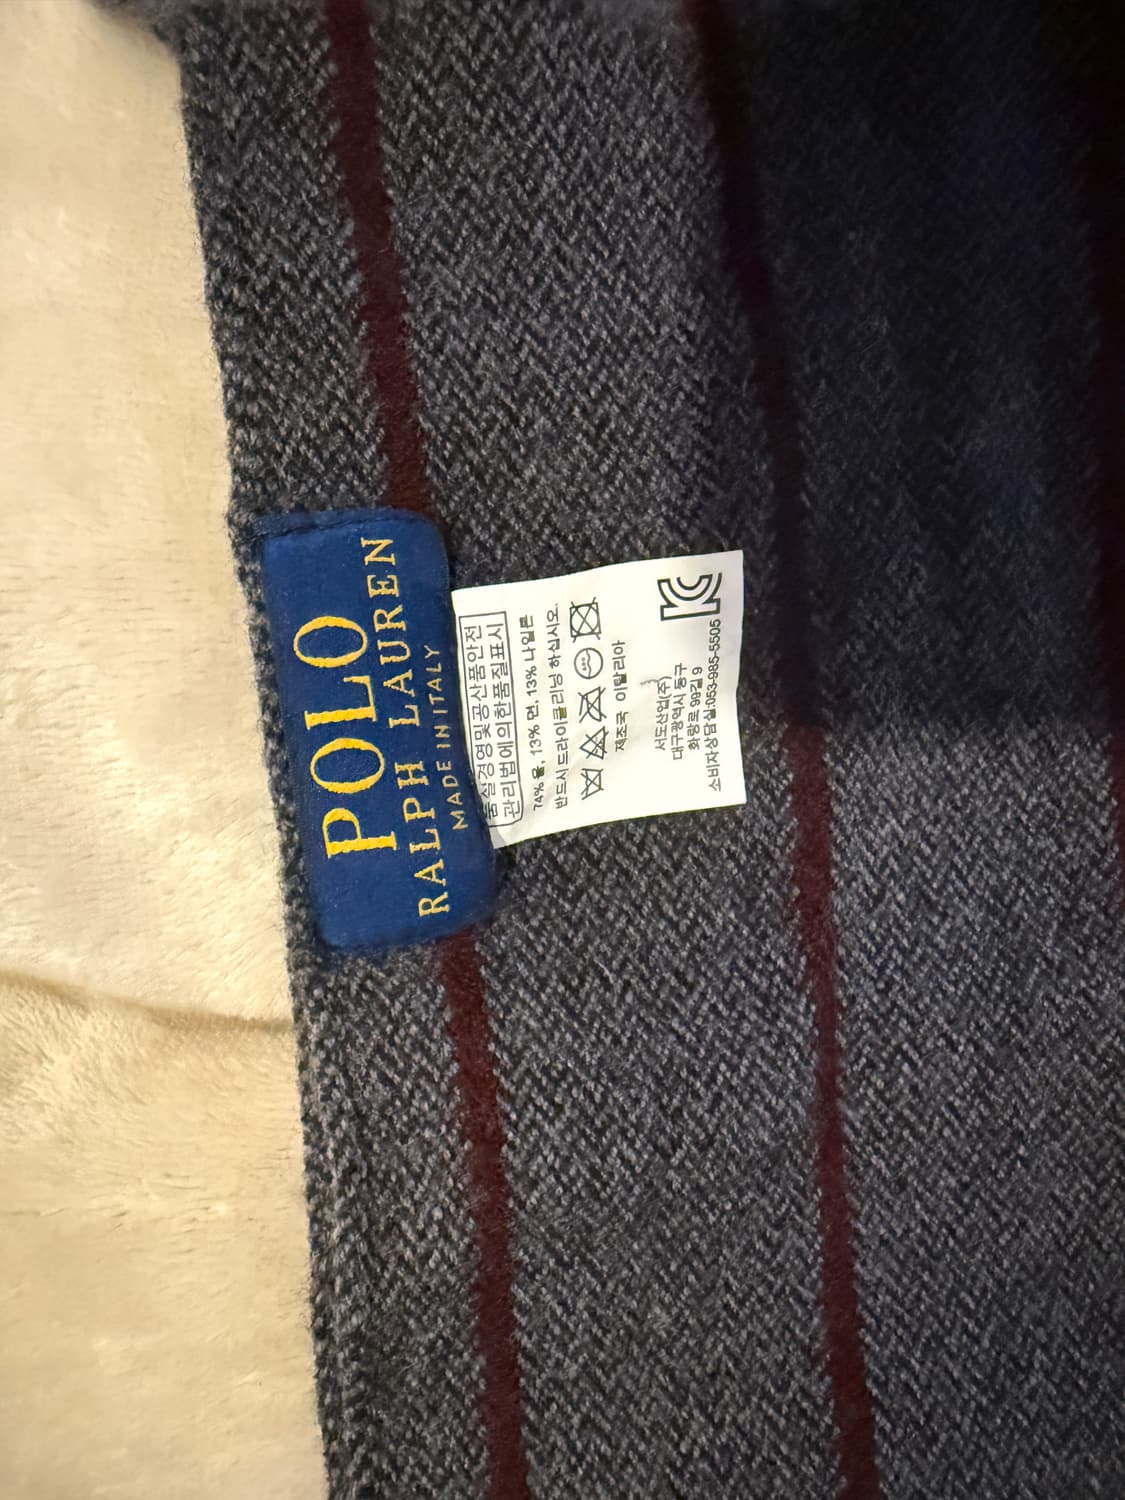 POLO
RALPH LAUREN
MADE IN ITALY
품질경영및공산품안전
관리법에의한품질표시
74% 울, 13% 면, 13% 나일론
반드시 드라이클리닝 하십시오.
제조국 이탈리아
서도산업(주)
대구광역시 동구
화랑로 99길 9
소비자상담실:053-985-5505